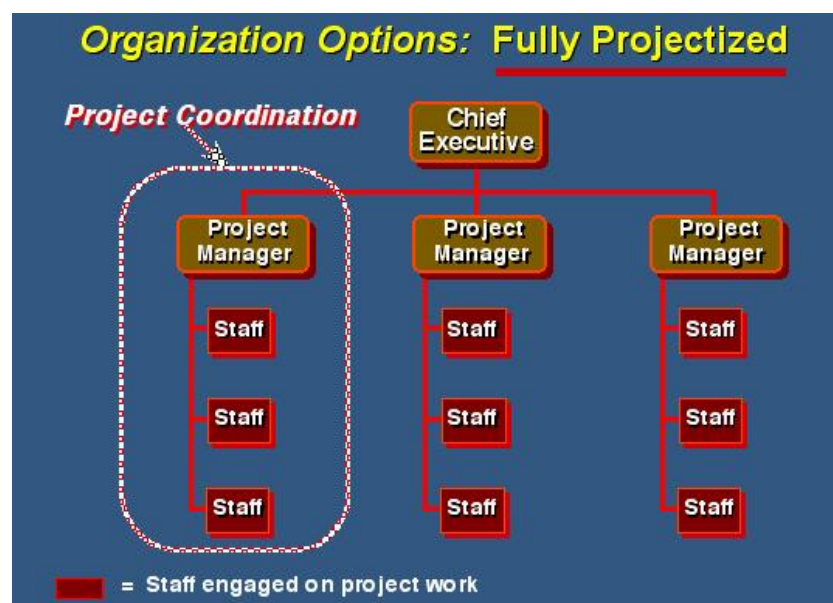 Organization Options: Fully Projectized
Project Coordination
Chief
Executive
Project
Manager
Project
Manager
Project
Manager
Staff
Staff
Staff
Staff
Staff
Staff
Staff
Staff
Staff
= Staff engaged on project work